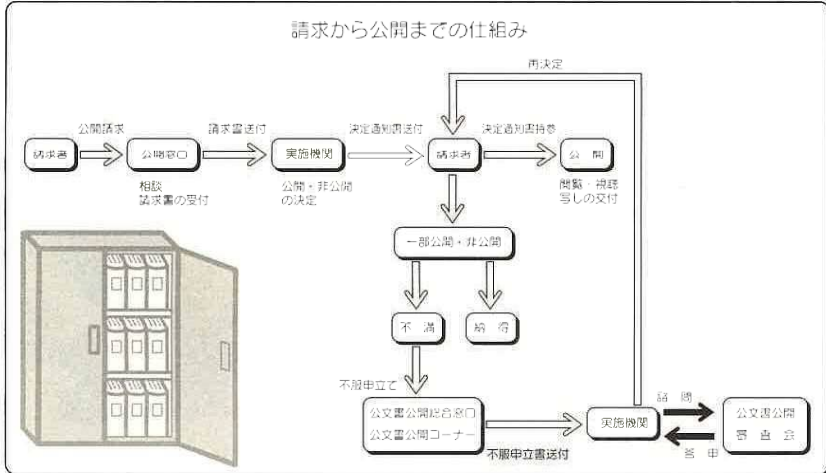 請求から公開までの仕組み
再決定
公開請求
請求書送付
決定通知書送付
決定通知書持参
請求者
公開窓口
実施機関
請求者
公開
相談
請求書の受付
公開・非公開
の決定
閲覧・視聴
写しの交付
一部公開・非公開
不満
納得
不服申立て
公文書公開総合窓口
公文書公開コーナー
不服申立書送付
実施機関
諮問
答申
公文書公開
審査会